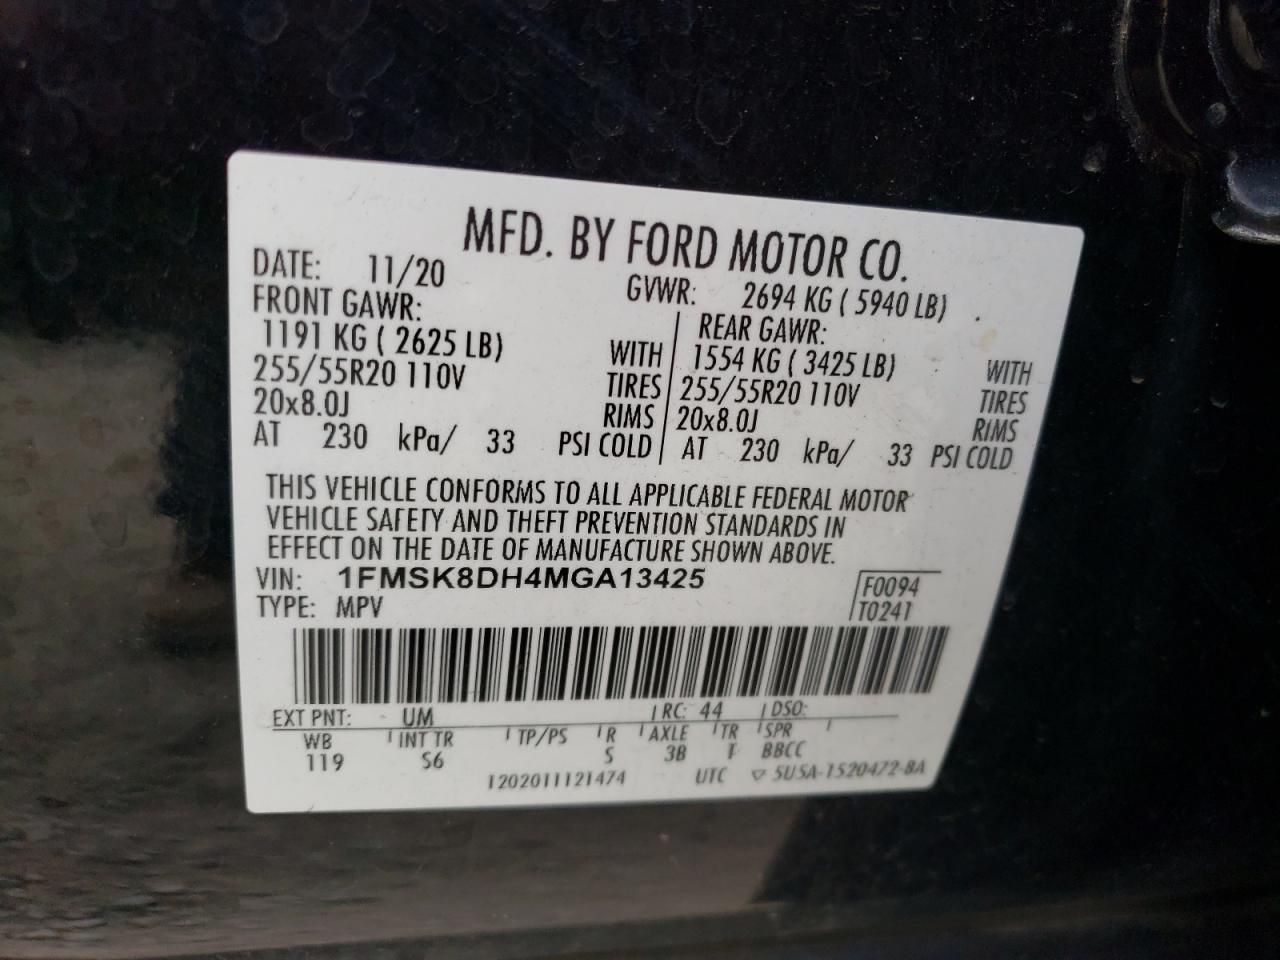 MFD. BY FORD MOTOR CO.
DATE: 11/20 GVWR: 2694 KG ( 5940 LB)
FRONT GAWR: REAR GAWR:
1191 KG ( 2625 LB) WITH 1554 KG ( 3425 LB) WITH
255/55R20 110V TIRES 255/55R20 110V TIRES
20x8.0J RIMS 20x8.0J RIMS
AT 230 kPa/ 33 PSI COLD AT 230 kPa/ 33 PSI COLD
THIS VEHICLE CONFORMS TO ALL APPLICABLE FEDERAL MOTOR
VEHICLE SAFETY AND THEFT PREVENTION STANDARDS IN
EFFECT ON THE DATE OF MANUFACTURE SHOWN ABOVE.
VIN: 1FMSK8DH4MGA13425 F0094
TYPE: MPV T0241
EXT PNT: UM RC: 44 DSO:
WB INT TR TP/PS R AXLE TR SPR
119 S6 S 3B T BBCC
1202011121474 UTC ▽ 5U5A-1520472-BA